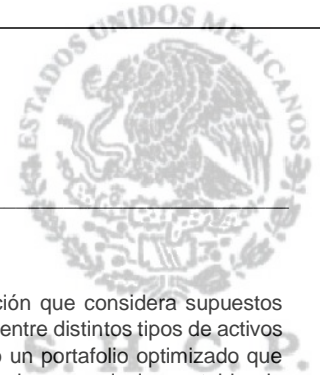 ESTADOS UNIDOS MEXICANOS
ción que considera supuestos
entre distintos tipos de activos
o un portafolio optimizado que
S. H. C. P.